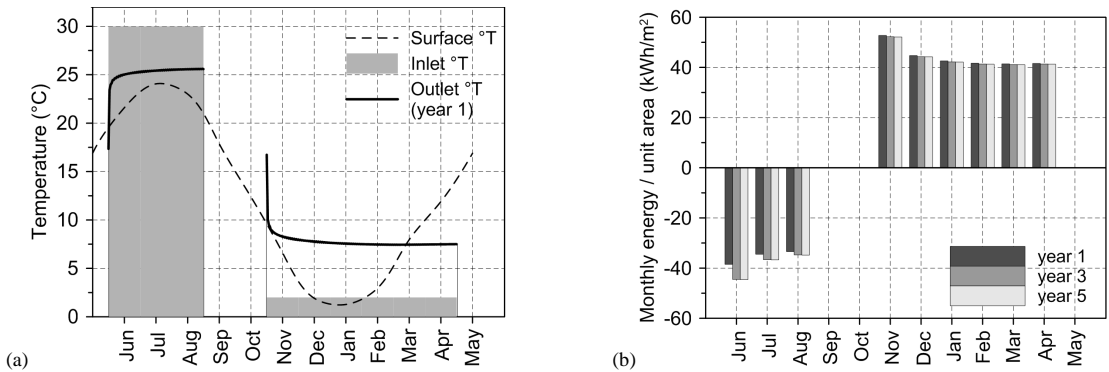 30
25
20
15
10
5
0
Temperature (°C)
Surface °T
Inlet °T
Outlet °T
(year 1)
Jun
Jul
Aug
Sep
Oct
Nov
Dec
Jan
Feb
Mar
Apr
May
(a)
60
40
20
0
-20
-40
-60
Monthly energy / unit area (kWh/m²)
year 1
year 3
year 5
Jun
Jul
Aug
Sep
Oct
Nov
Dec
Jan
Feb
Mar
Apr
May
(b)